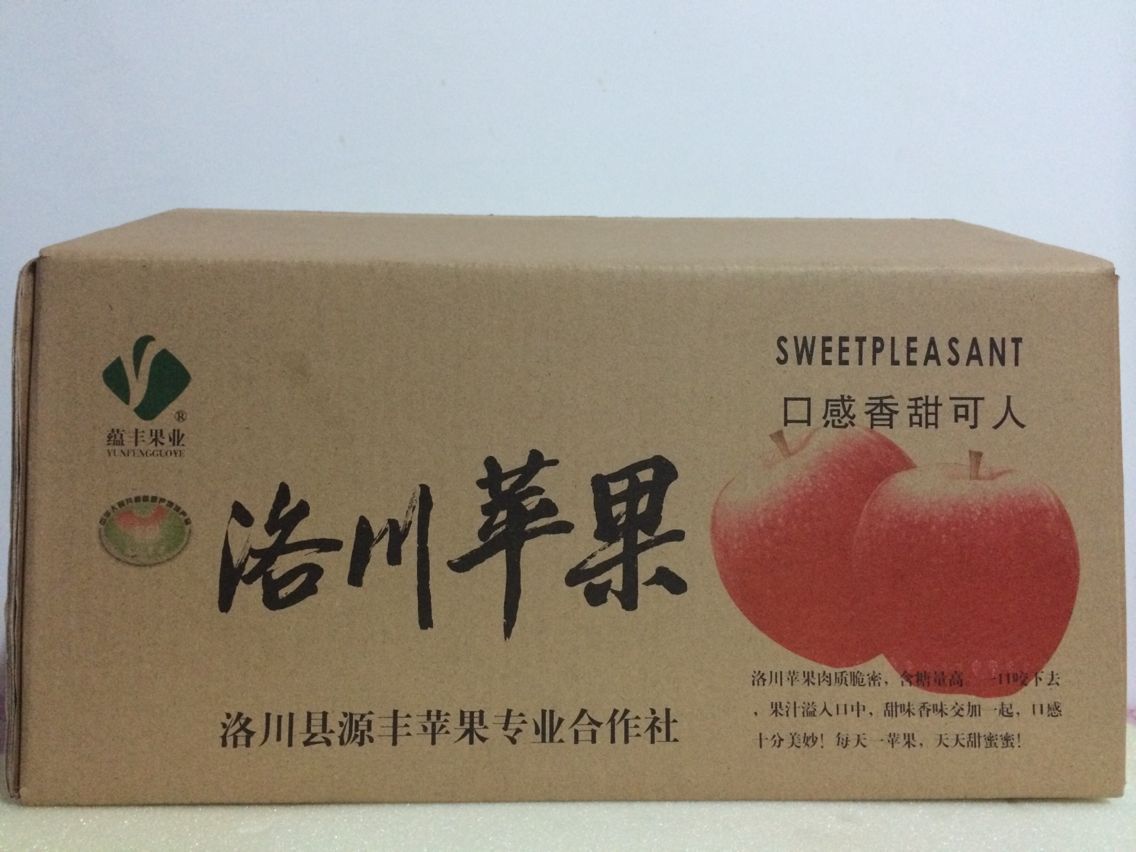 SWEETPLEASANT
口感香甜可人
蕴丰果业
YUNFENGGUOYE
洛川苹果
洛川县源丰苹果专业合作社
洛川苹果肉质脆密，含糖量高。一口咬下去
，果汁溢入口中，甜味香味交加一起，口感
十分美妙！每天一苹果，天天甜蜜蜜！